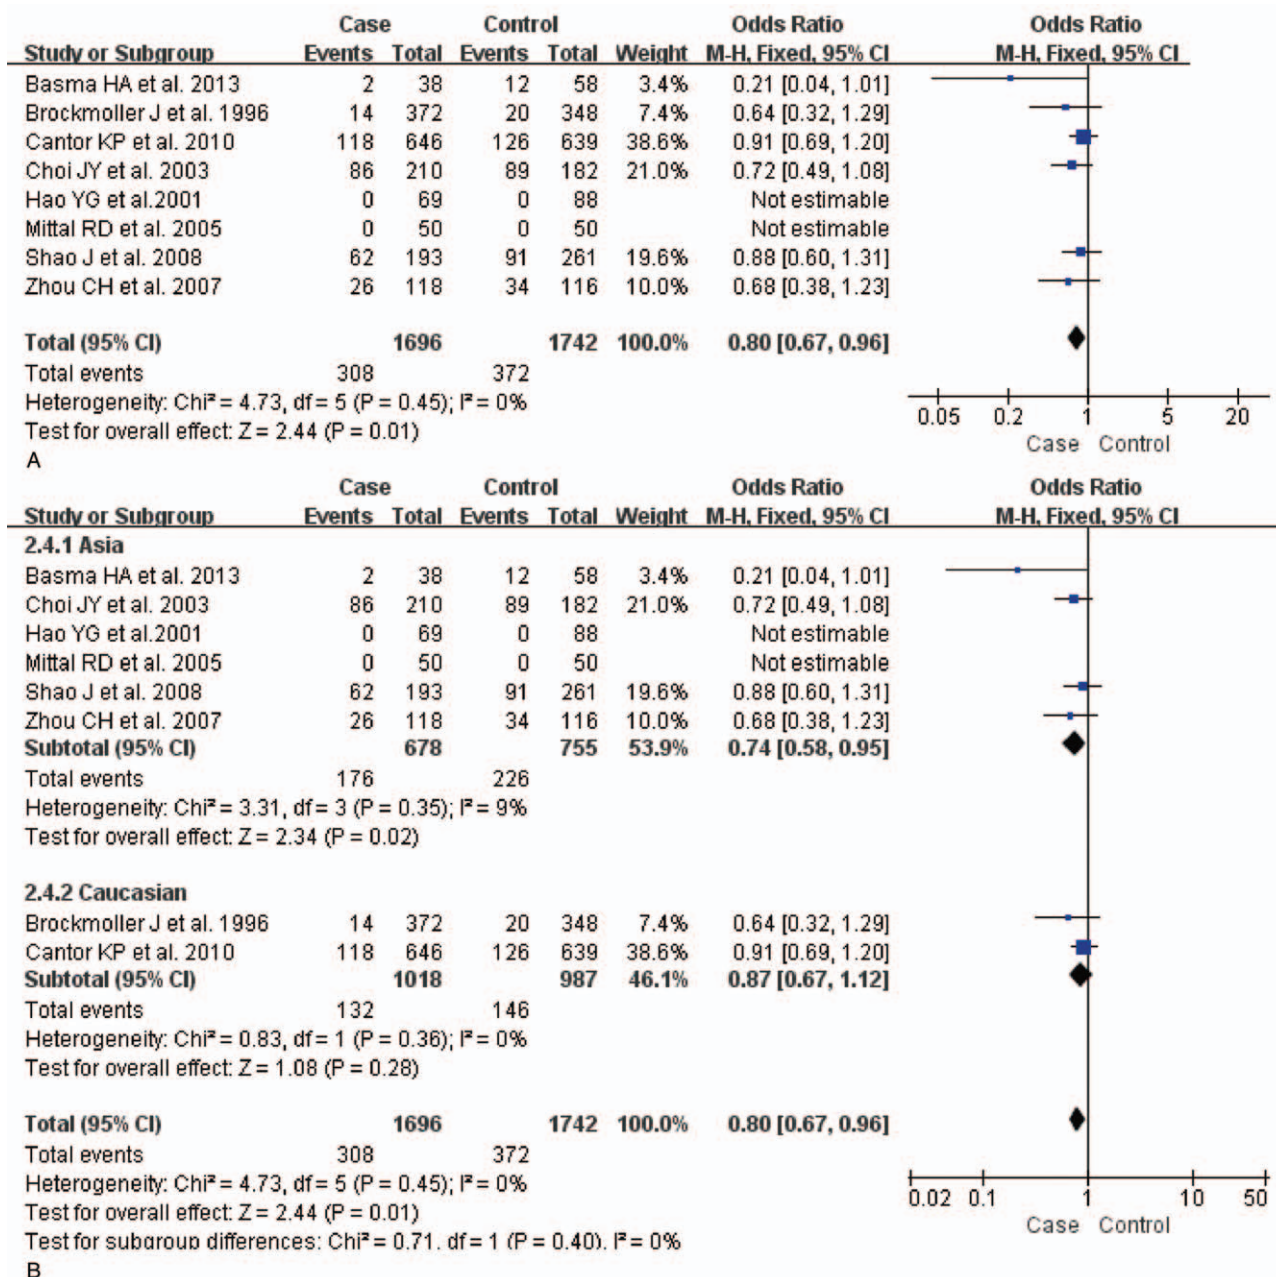 Case Control Odds Ratio Odds Ratio
Study or Subgroup Events Total Events Total Weight M-H, Fixed, 95% CI M-H, Fixed, 95% CI
Basma HA et al. 2013 2 38 12 58 3.4% 0.21 [0.04, 1.01]
Brockmoller J et al. 1996 14 372 20 348 7.4% 0.64 [0.32, 1.29]
Cantor KP et al. 2010 118 646 126 639 38.6% 0.91 [0.69, 1.20]
Choi JY et al. 2003 86 210 89 182 21.0% 0.72 [0.49, 1.08]
Hao YG et al.2001 0 69 0 88 Not estimable
Mittal RD et al. 2005 0 50 0 50 Not estimable
Shao J et al. 2008 62 193 91 261 19.6% 0.88 [0.60, 1.31]
Zhou CH et al. 2007 26 118 34 116 10.0% 0.68 [0.38, 1.23]
Total (95% CI) 1696 1742 100.0% 0.80 [0.67, 0.96]
Total events 308 372
Heterogeneity: Chi² = 4.73, df = 5 (P = 0.45); I² = 0%
Test for overall effect: Z = 2.44 (P = 0.01)
0.05 0.2 1 5 20
Case Control
A
Case Control Odds Ratio Odds Ratio
Study or Subgroup Events Total Events Total Weight M-H, Fixed, 95% CI M-H, Fixed, 95% CI
2.4.1 Asia
Basma HA et al. 2013 2 38 12 58 3.4% 0.21 [0.04, 1.01]
Choi JY et al. 2003 86 210 89 182 21.0% 0.72 [0.49, 1.08]
Hao YG et al.2001 0 69 0 88 Not estimable
Mittal RD et al. 2005 0 50 0 50 Not estimable
Shao J et al. 2008 62 193 91 261 19.6% 0.88 [0.60, 1.31]
Zhou CH et al. 2007 26 118 34 116 10.0% 0.68 [0.38, 1.23]
Subtotal (95% CI) 678 755 53.9% 0.74 [0.58, 0.95]
Total events 176 226
Heterogeneity: Chi² = 3.31, df = 3 (P = 0.35); I² = 9%
Test for overall effect: Z = 2.34 (P = 0.02)
2.4.2 Caucasian
Brockmoller J et al. 1996 14 372 20 348 7.4% 0.64 [0.32, 1.29]
Cantor KP et al. 2010 118 646 126 639 38.6% 0.91 [0.69, 1.20]
Subtotal (95% CI) 1018 987 46.1% 0.87 [0.67, 1.12]
Total events 132 146
Heterogeneity: Chi² = 0.83, df = 1 (P = 0.36); I² = 0%
Test for overall effect: Z = 1.08 (P = 0.28)
Total (95% CI) 1696 1742 100.0% 0.80 [0.67, 0.96]
Total events 308 372
Heterogeneity: Chi² = 4.73, df = 5 (P = 0.45); I² = 0%
Test for overall effect: Z = 2.44 (P = 0.01)
Test for subgroup differences: Chi² = 0.71, df = 1 (P = 0.40), I² = 0%
0.02 0.1 1 10 50
Case Control
B